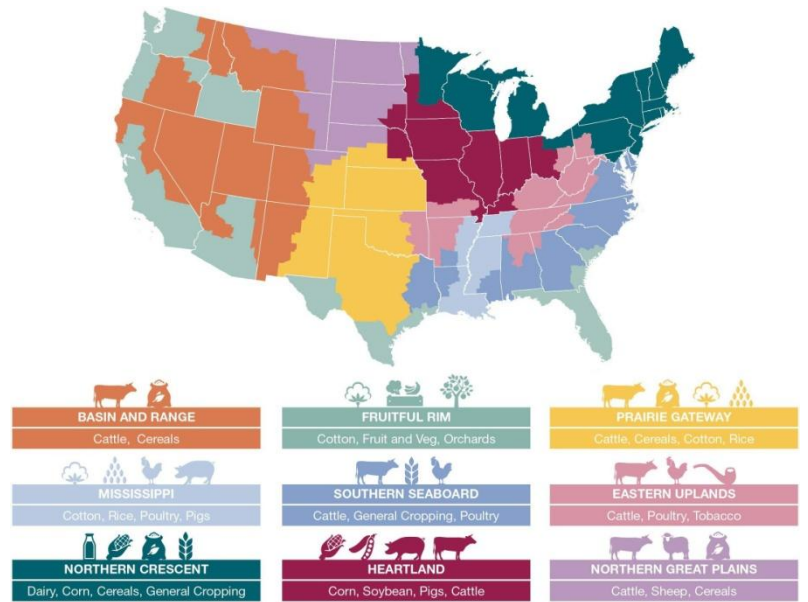 BASIN AND RANGE
Cattle, Cereals
FRUITFUL RIM
Cotton, Fruit and Veg, Orchards
PRAIRIE GATEWAY
Cattle, Cereals, Cotton, Rice
MISSISSIPPI
Cotton, Rice, Poultry, Pigs
SOUTHERN SEABOARD
Cattle, General Cropping, Poultry
EASTERN UPLANDS
Cattle, Poultry, Tobacco
NORTHERN CRESCENT
Dairy, Corn, Cereals, General Cropping
HEARTLAND
Corn, Soybean, Pigs, Cattle
NORTHERN GREAT PLAINS
Cattle, Sheep, Cereals